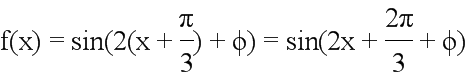 f(x) = sin(2(x + π/3) + ϕ) = sin(2x + 2π/3 + ϕ)